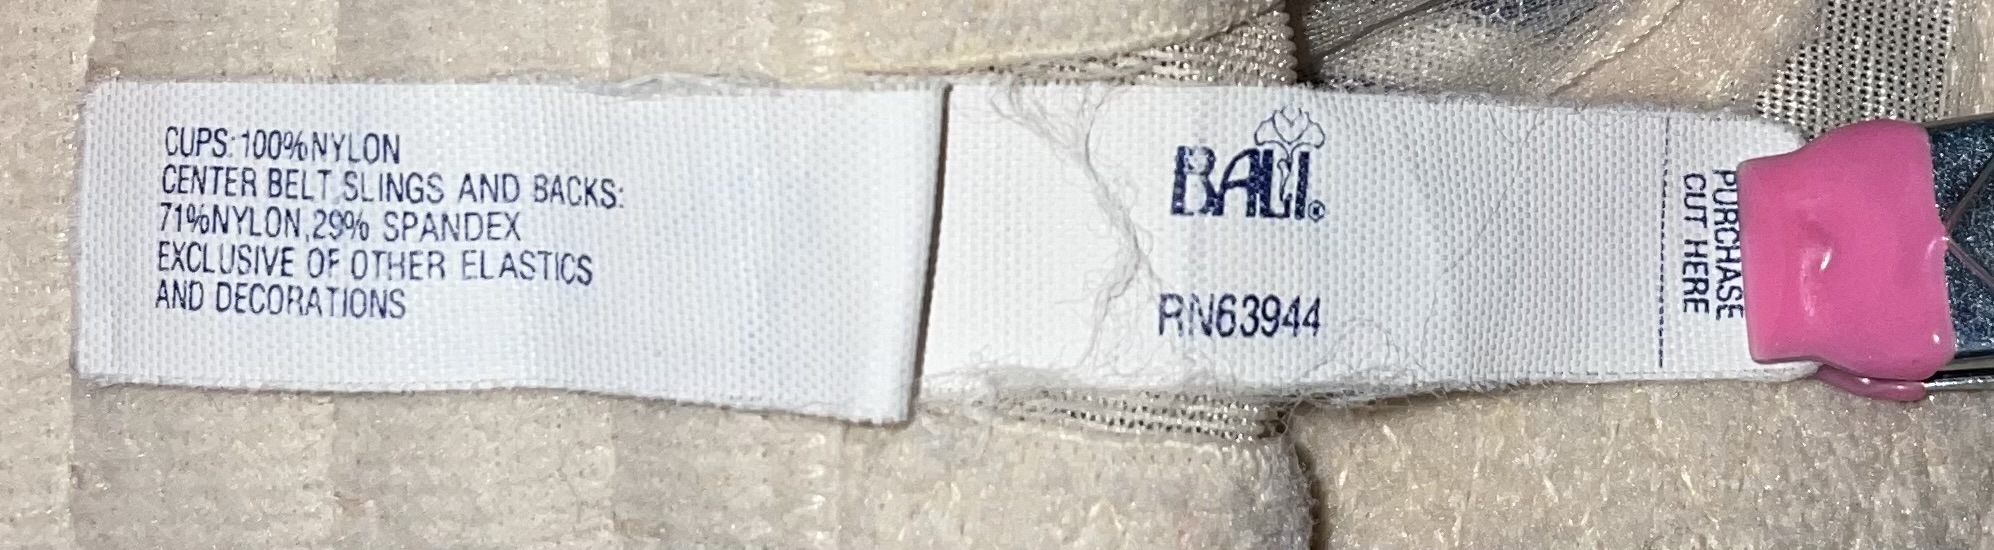 CUPS: 100% NYLON
CENTER BELT, SLINGS AND BACKS:
71% NYLON, 29% SPANDEX
EXCLUSIVE OF OTHER ELASTICS
AND DECORATIONS
BALI®
RN63944
PURCHASE
CUT HERE